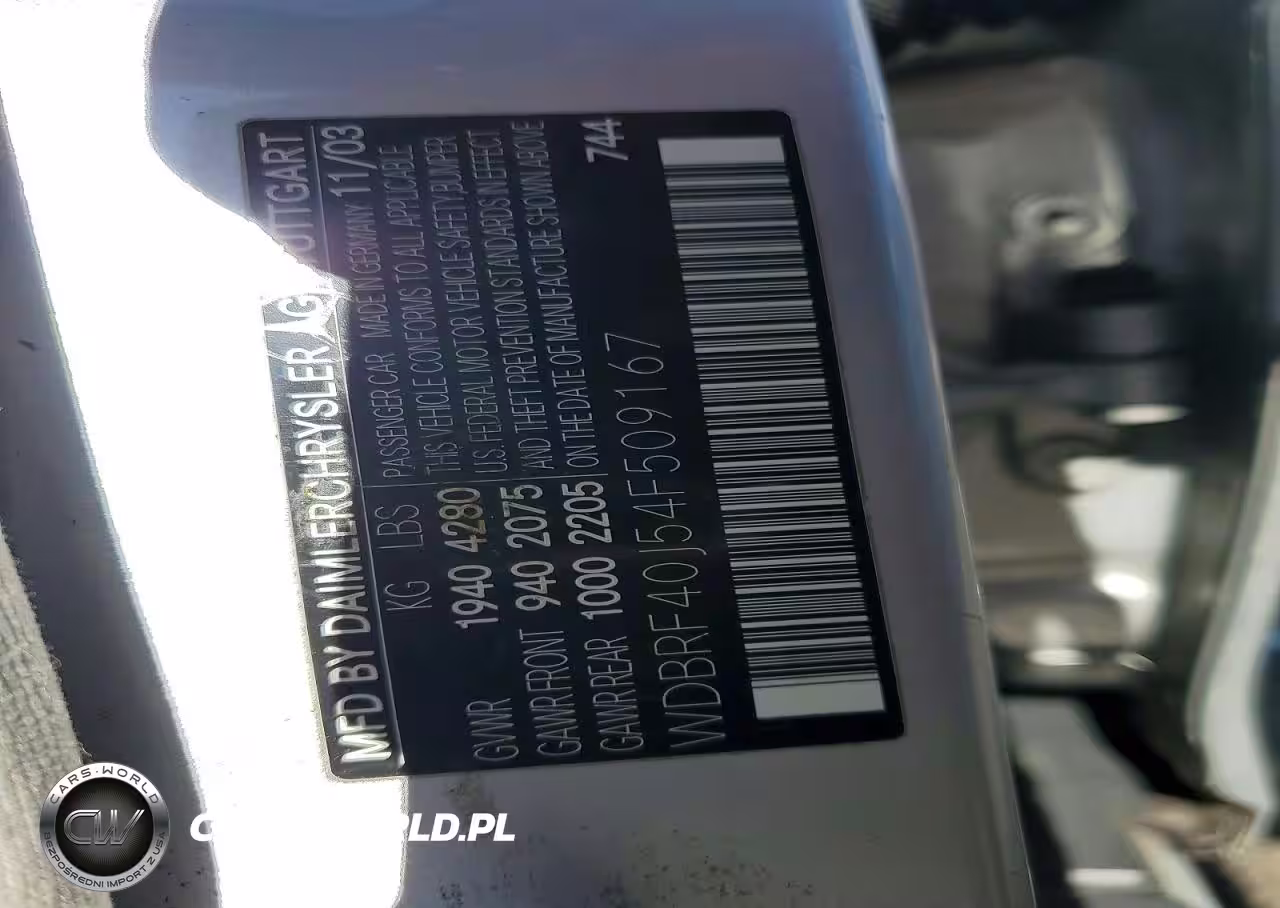 MFD BY DAIMLERCHRYSLER AG UTTGART
KG LBS PASSENGER CAR MADE IN GERMANY 11/03
THIS VEHICLE CONFORMS TO ALL APPLICABLE
GVWR 1940 4280 U.S. FEDERAL MOTOR VEHICLE SAFETY BUMPER
GAWR FRONT 940 2075 AND THEFT PREVENTION STANDARDS IN EFFECT
GAWR REAR 1000 2205 ON THE DATE OF MANUFACTURE SHOWN ABOVE
WDBRF40J54F509167 744
CARS-WORLD
CW
BEZPOŚREDNI IMPORT Z USA
RLD.PL